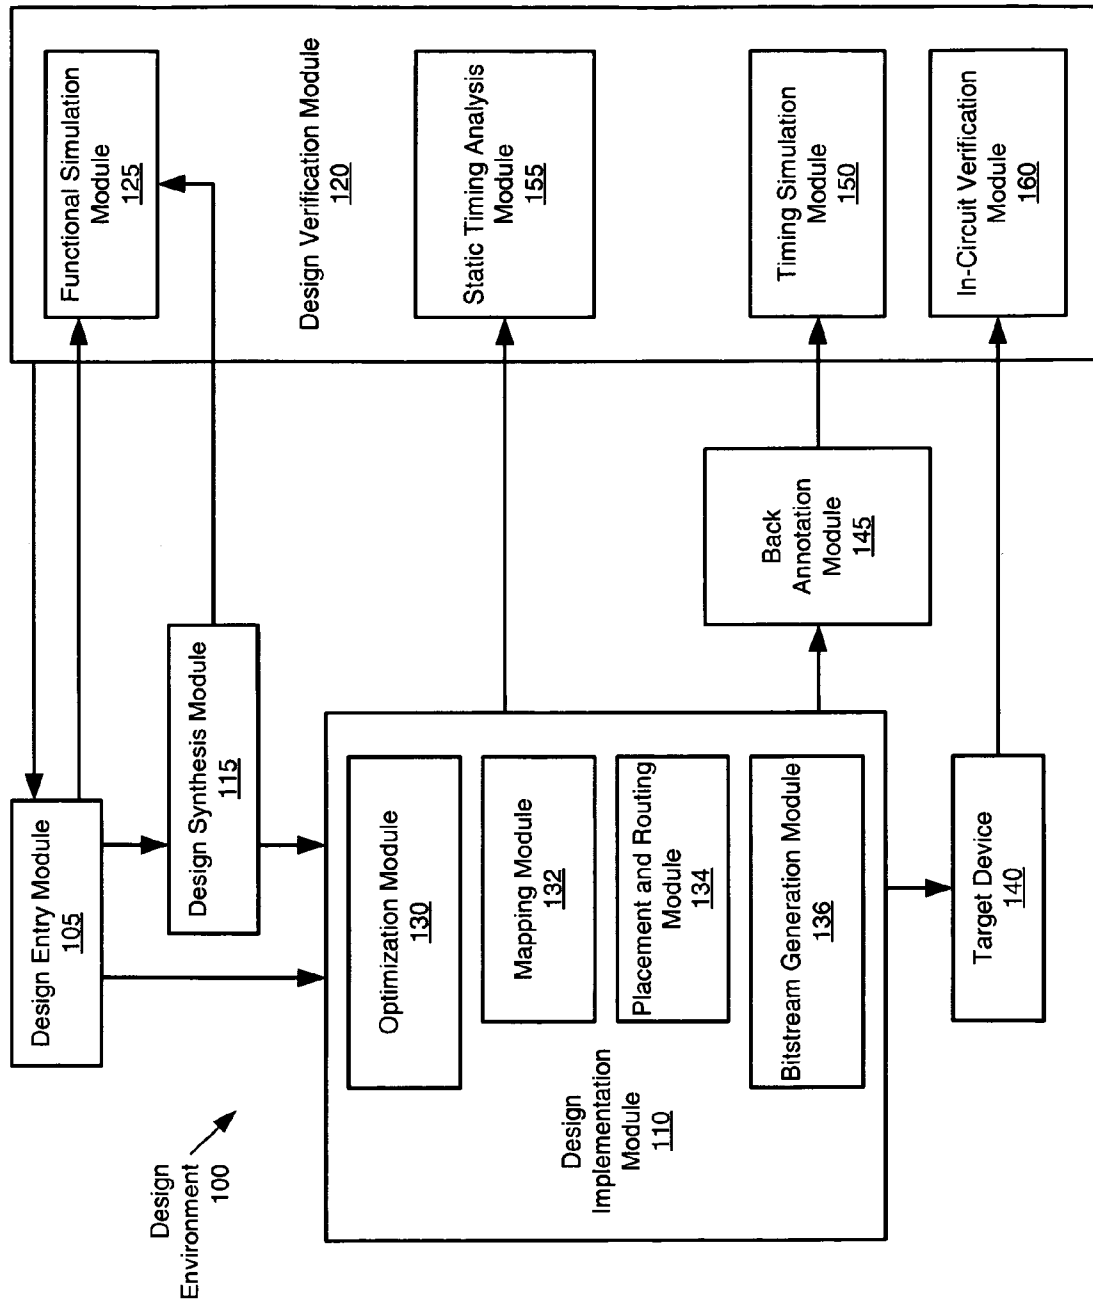 Design
Environment
100
Design Entry Module
105
Design Synthesis Module
115
Design
Implementation
Module
110
Optimization Module
130
Mapping Module
132
Placement and Routing
Module
134
Bitstream Generation Module
136
Target Device
140
Back
Annotation
Module
145
Functional Simulation
Module
125
Design Verification Module
120
Static Timing Analysis
Module
155
Timing Simulation
Module
150
In-Circuit Verification
Module
160